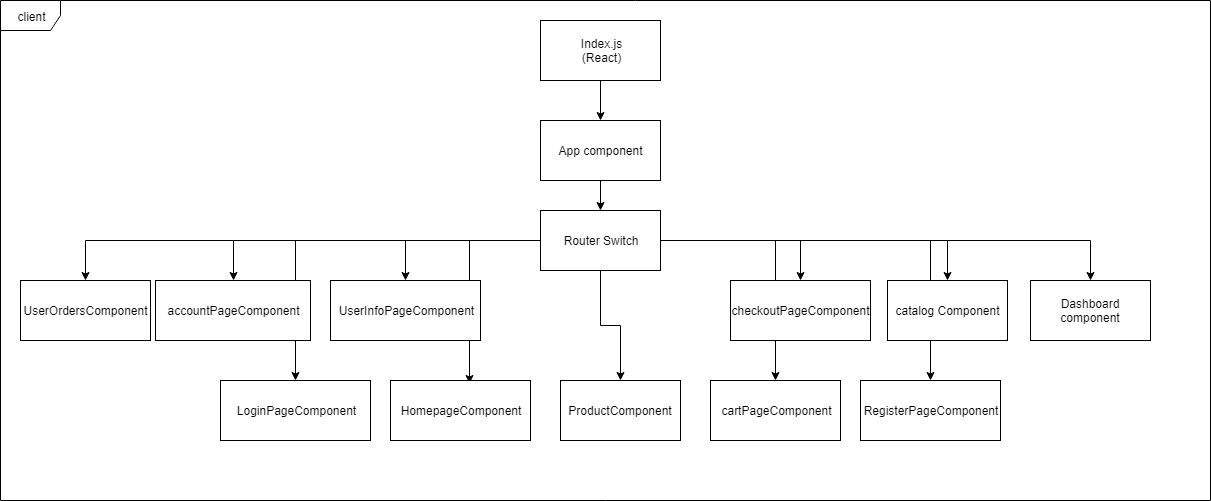 client
Index.js
(React)
App component
Router Switch
UserOrdersComponent
accountPageComponent
UserInfoPageComponent
checkoutPageComponent
catalog Component
Dashboard
component
LoginPageComponent
HomepageComponent
ProductComponent
cartPageComponent
RegisterPageComponent